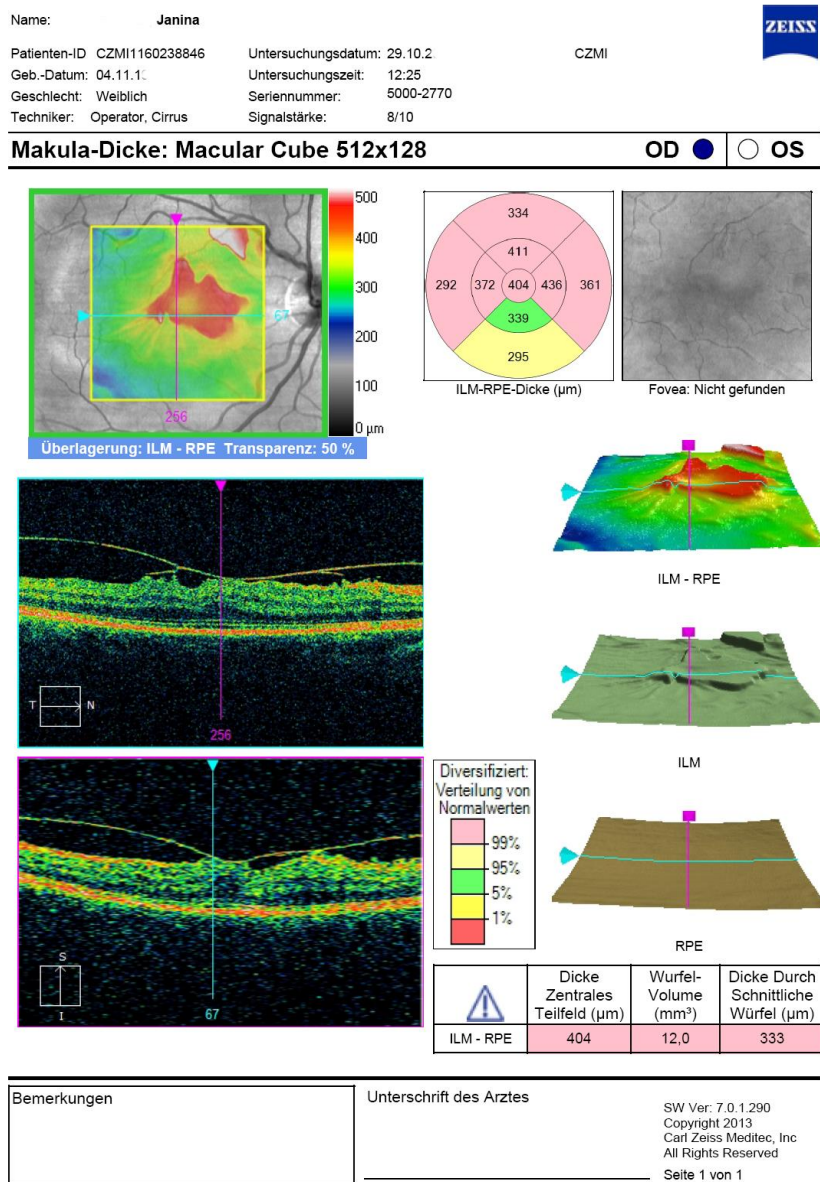 Name: Janina
ZEISS
Patienten-ID CZMI1160238846 Untersuchungsdatum: 29.10.2 CZMI
Geb.-Datum: 04.11.1 Untersuchungszeit: 12:25
Geschlecht: Weiblich Seriennummer: 5000-2770
Techniker: Operator, Cirrus Signalstärke: 8/10
Makula-Dicke: Macular Cube 512x128 OD OS
500
400
300
200
100
0 µm
67
256
Überlagerung: ILM - RPE Transparenz: 50 %
334
411
292 372 404 436 361
339
295
ILM-RPE-Dicke (µm)
Fovea: Nicht gefunden
T N
256
S
I
67
ILM - RPE
ILM
RPE
Diversifiziert:
Verteilung von
Normalwerten
99%
95%
5%
1%
Dicke Zentrales Teilfeld (µm)
Wurfel-Volume (mm³)
Dicke Durch Schnittliche Würfel (µm)
ILM - RPE 404 12,0 333
Bemerkungen
Unterschrift des Arztes
SW Ver: 7.0.1.290
Copyright 2013
Carl Zeiss Meditec, Inc
All Rights Reserved
Seite 1 von 1